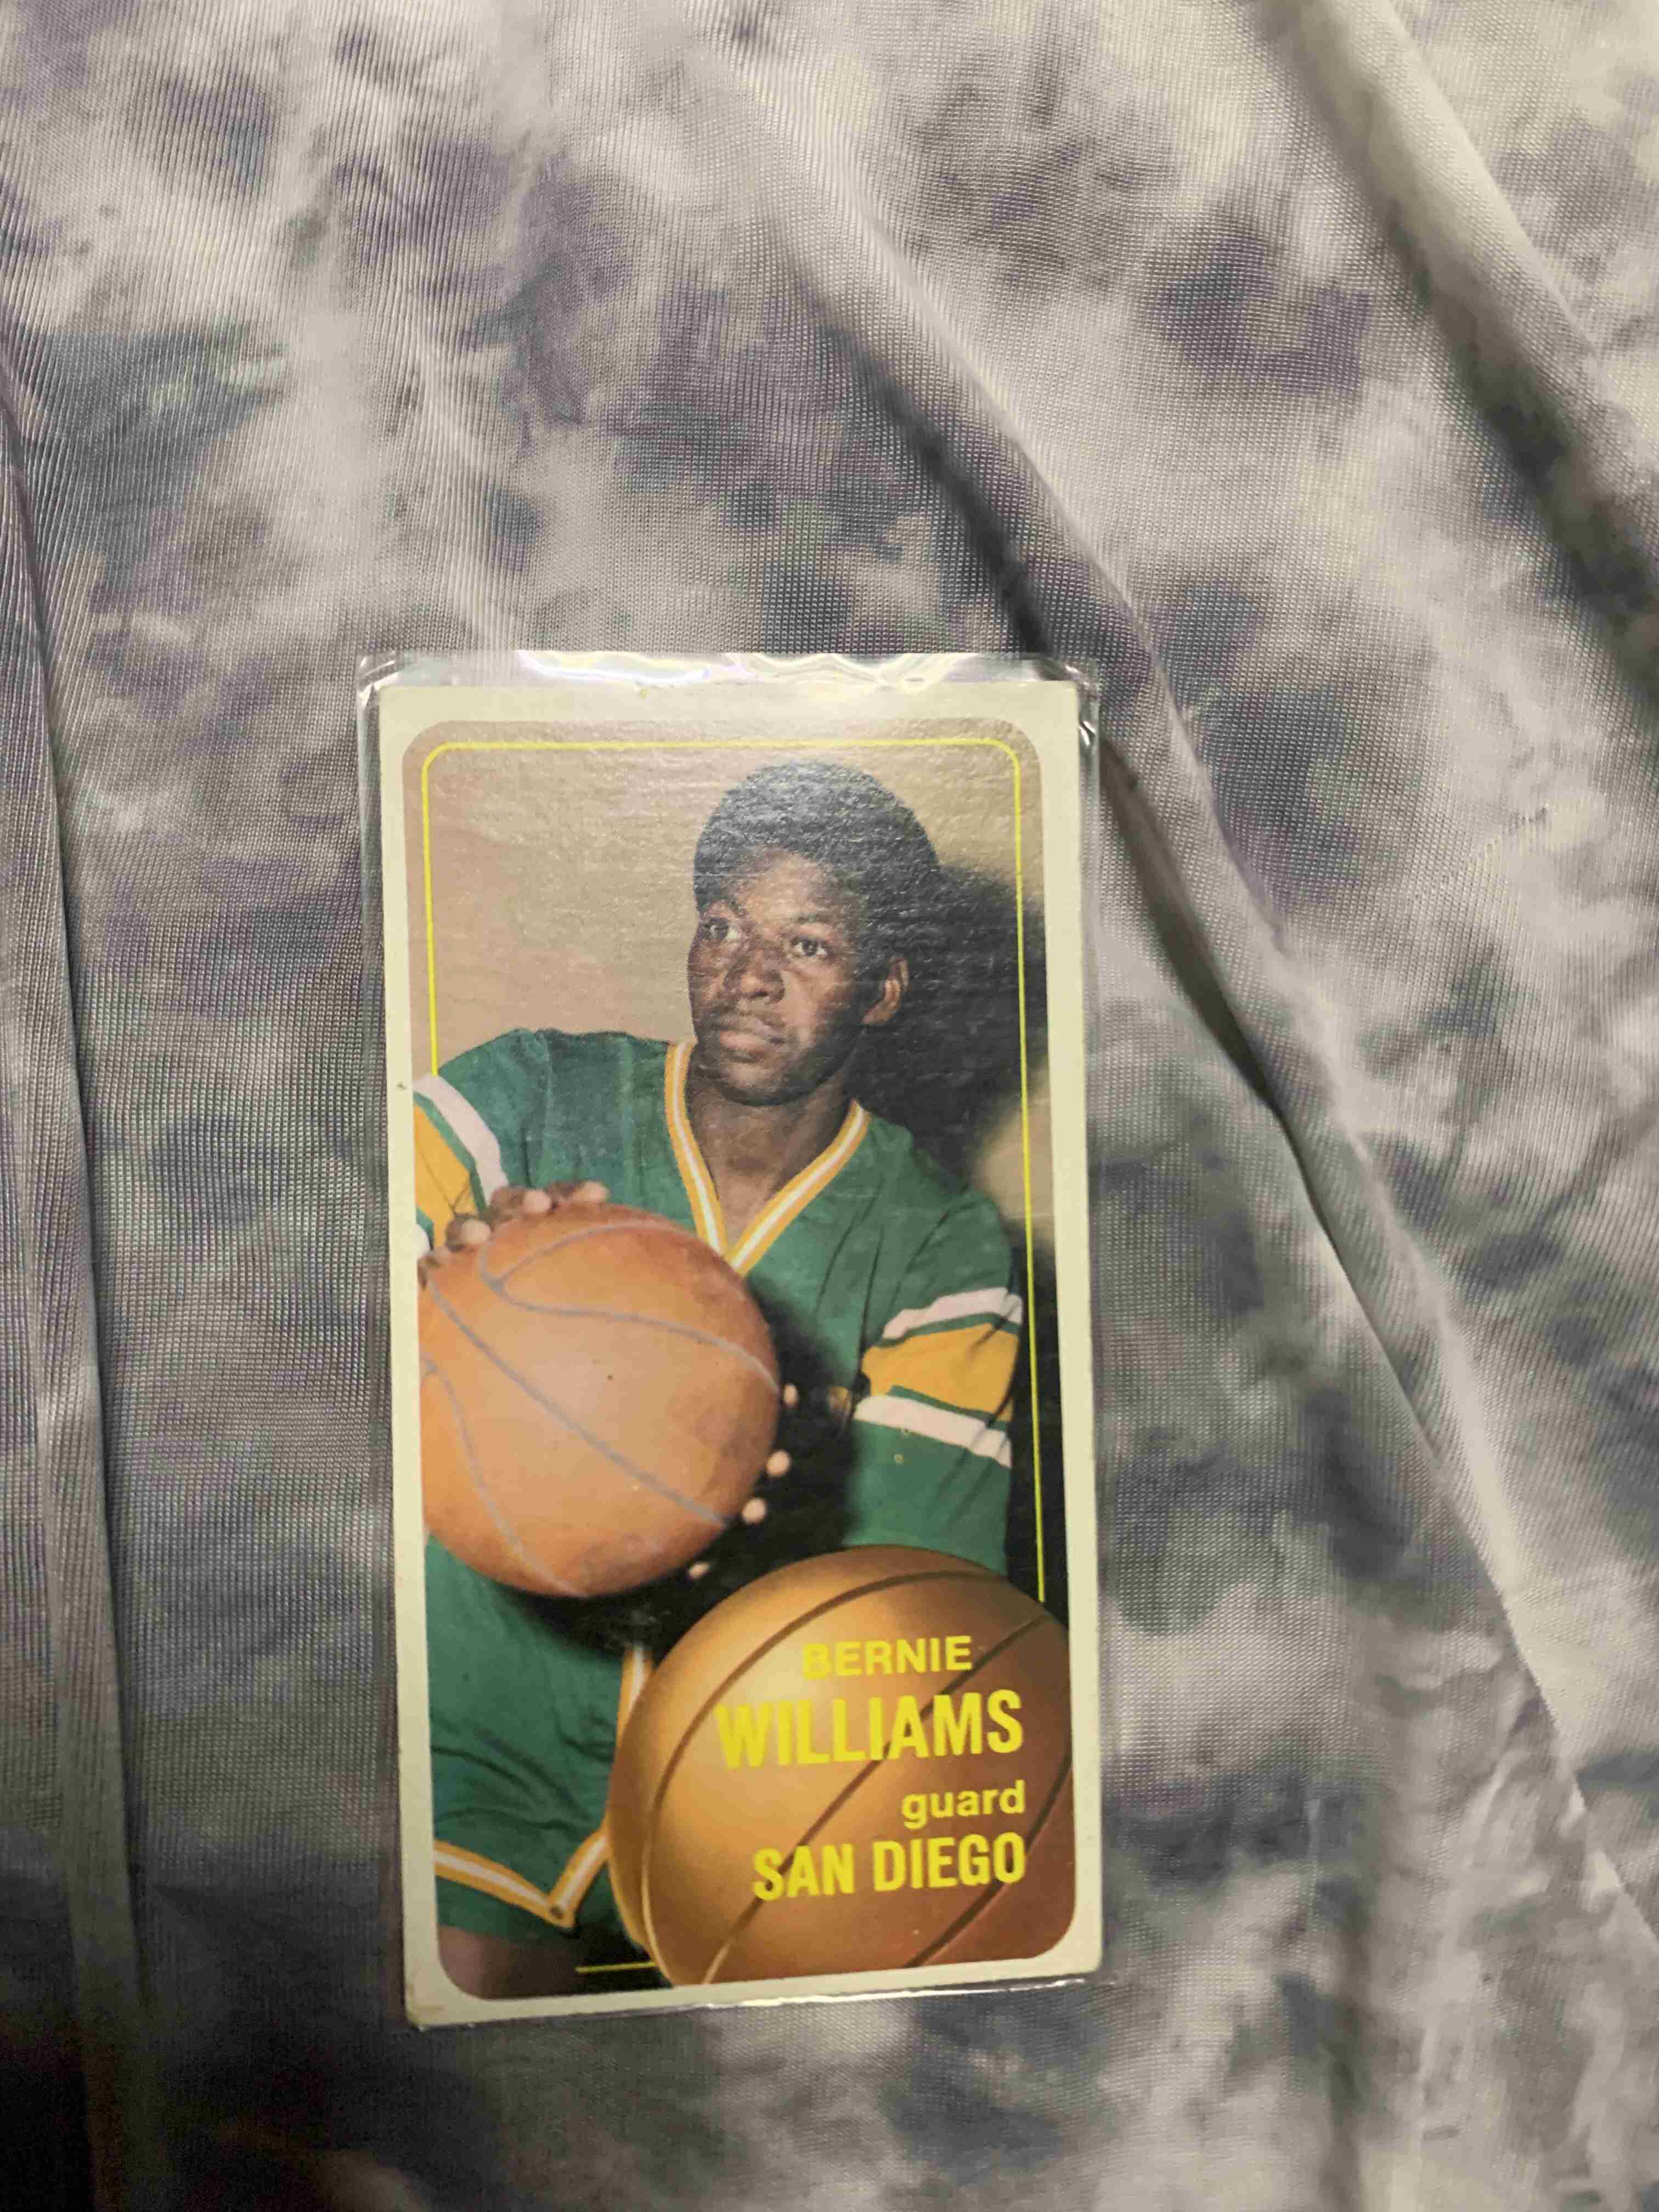 BERNIE
WILLIAMS
guard
SAN DIEGO